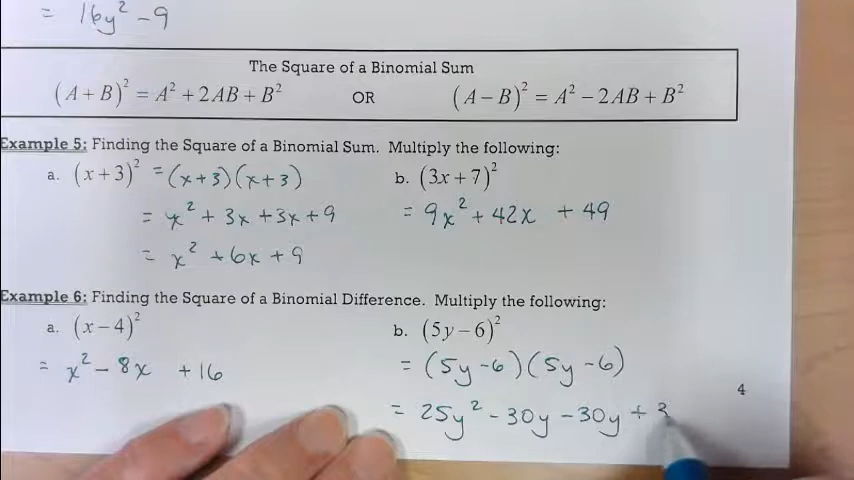 = 16y² - 9
The Square of a Binomial Sum
(A + B)² = A² + 2AB + B² OR (A - B)² = A² - 2AB + B²
Example 5: Finding the Square of a Binomial Sum. Multiply the following:
a. (x + 3)² = (x + 3)(x + 3)
= x² + 3x + 3x + 9
= x² + 6x + 9
b. (3x + 7)²
= 9x² + 42x + 49
Example 6: Finding the Square of a Binomial Difference. Multiply the following:
a. (x - 4)²
= x² - 8x + 16
b. (5y - 6)²
= (5y - 6)(5y - 6)
= 25y² - 30y - 30y + 3
4